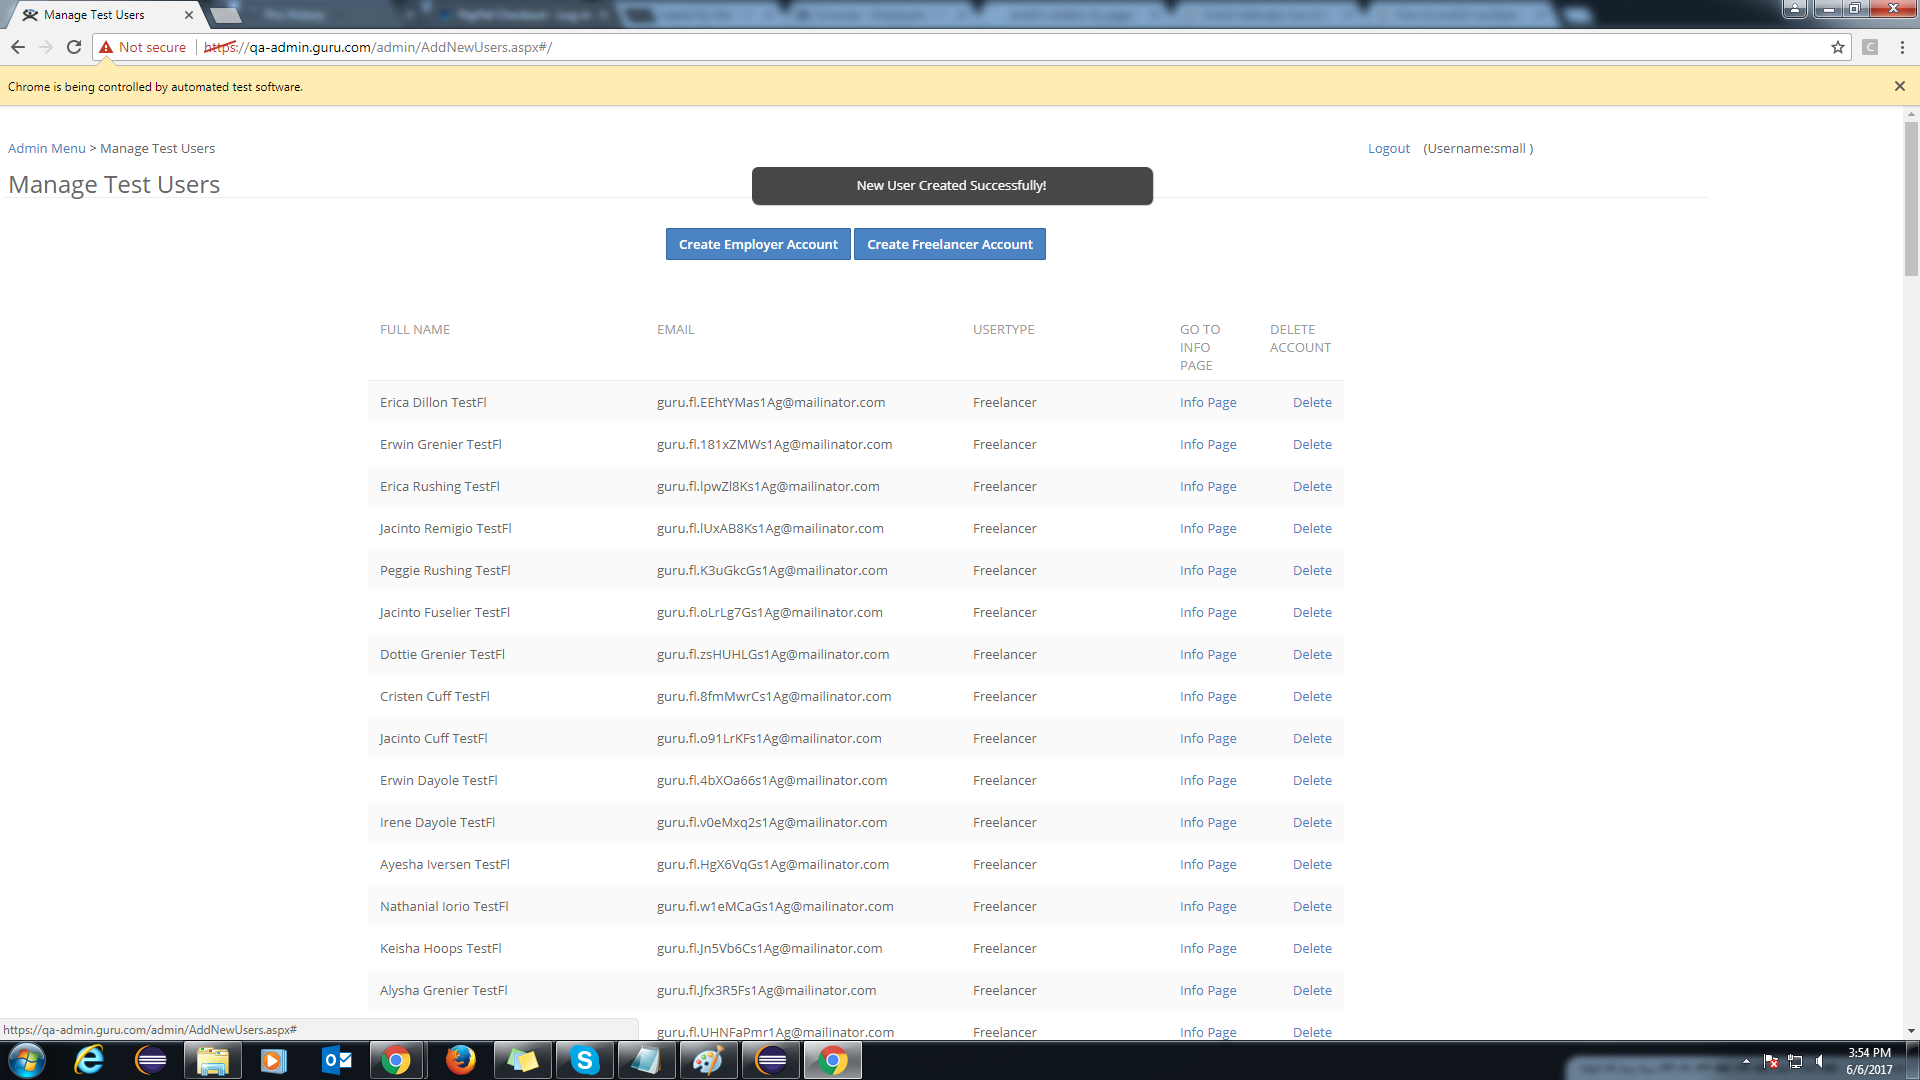 Manage Test Users
Not secure | https://qa-admin.guru.com/admin/AddNewUsers.aspx#/
C
Chrome is being controlled by automated test software.
Admin Menu > Manage Test Users
Logout (Username:small )
Manage Test Users
New User Created Successfully!
Create Employer Account Create Freelancer Account
FULL NAME EMAIL USERTYPE GO TO INFO PAGE DELETE ACCOUNT
Erica Dillon TestFl guru.fl.EEhtYMas1Ag@mailinator.com Freelancer Info Page Delete
Erwin Grenier TestFl guru.fl.181xZMWs1Ag@mailinator.com Freelancer Info Page Delete
Erica Rushing TestFl guru.fl.lpwZl8Ks1Ag@mailinator.com Freelancer Info Page Delete
Jacinto Remigio TestFl guru.fl.lUxAB8Ks1Ag@mailinator.com Freelancer Info Page Delete
Peggie Rushing TestFl guru.fl.K3uGkcGs1Ag@mailinator.com Freelancer Info Page Delete
Jacinto Fuselier TestFl guru.fl.oLrLg7Gs1Ag@mailinator.com Freelancer Info Page Delete
Dottie Grenier TestFl guru.fl.zsHUHLGs1Ag@mailinator.com Freelancer Info Page Delete
Cristen Cuff TestFl guru.fl.8fmMwrCs1Ag@mailinator.com Freelancer Info Page Delete
Jacinto Cuff TestFl guru.fl.o91LrKFs1Ag@mailinator.com Freelancer Info Page Delete
Erwin Dayole TestFl guru.fl.4bXOa66s1Ag@mailinator.com Freelancer Info Page Delete
Irene Dayole TestFl guru.fl.v0eMxq2s1Ag@mailinator.com Freelancer Info Page Delete
Ayesha Iversen TestFl guru.fl.HgX6VqGs1Ag@mailinator.com Freelancer Info Page Delete
Nathanial Iorio TestFl guru.fl.w1eMCaGs1Ag@mailinator.com Freelancer Info Page Delete
Keisha Hoops TestFl guru.fl.Jn5Vb6Cs1Ag@mailinator.com Freelancer Info Page Delete
Alysha Grenier TestFl guru.fl.Jfx3R5Fs1Ag@mailinator.com Freelancer Info Page Delete
guru.fl.UHNFaPmr1Ag@mailinator.com Freelancer Info Page Delete
https://qa-admin.guru.com/admin/AddNewUsers.aspx#
3:54 PM
6/6/2017